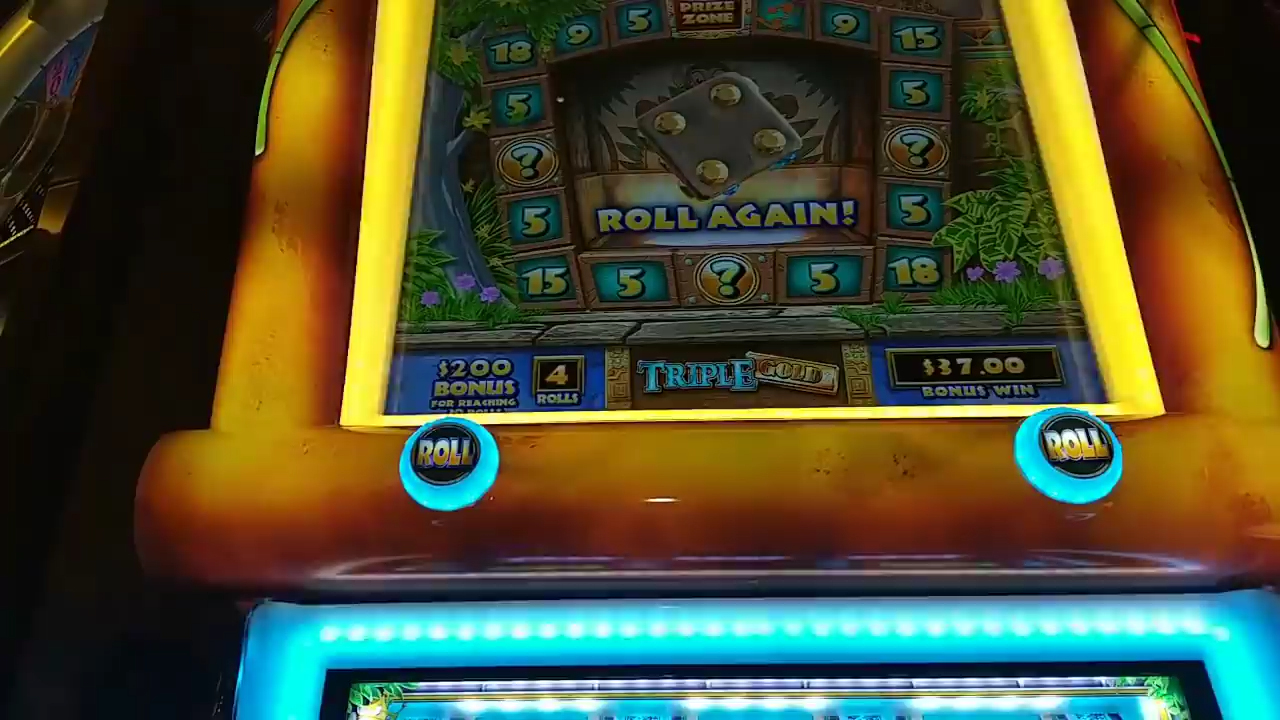 PRIZE
ZONE
18 9 5 9 15
5 5
? ?
5 5
15 5 ? 5 18
ROLL AGAIN!
$200
BONUS
FOR REACHING
4
ROLLS
TRIPLE GOLD
$37.00
BONUS WIN
ROLL
ROLL